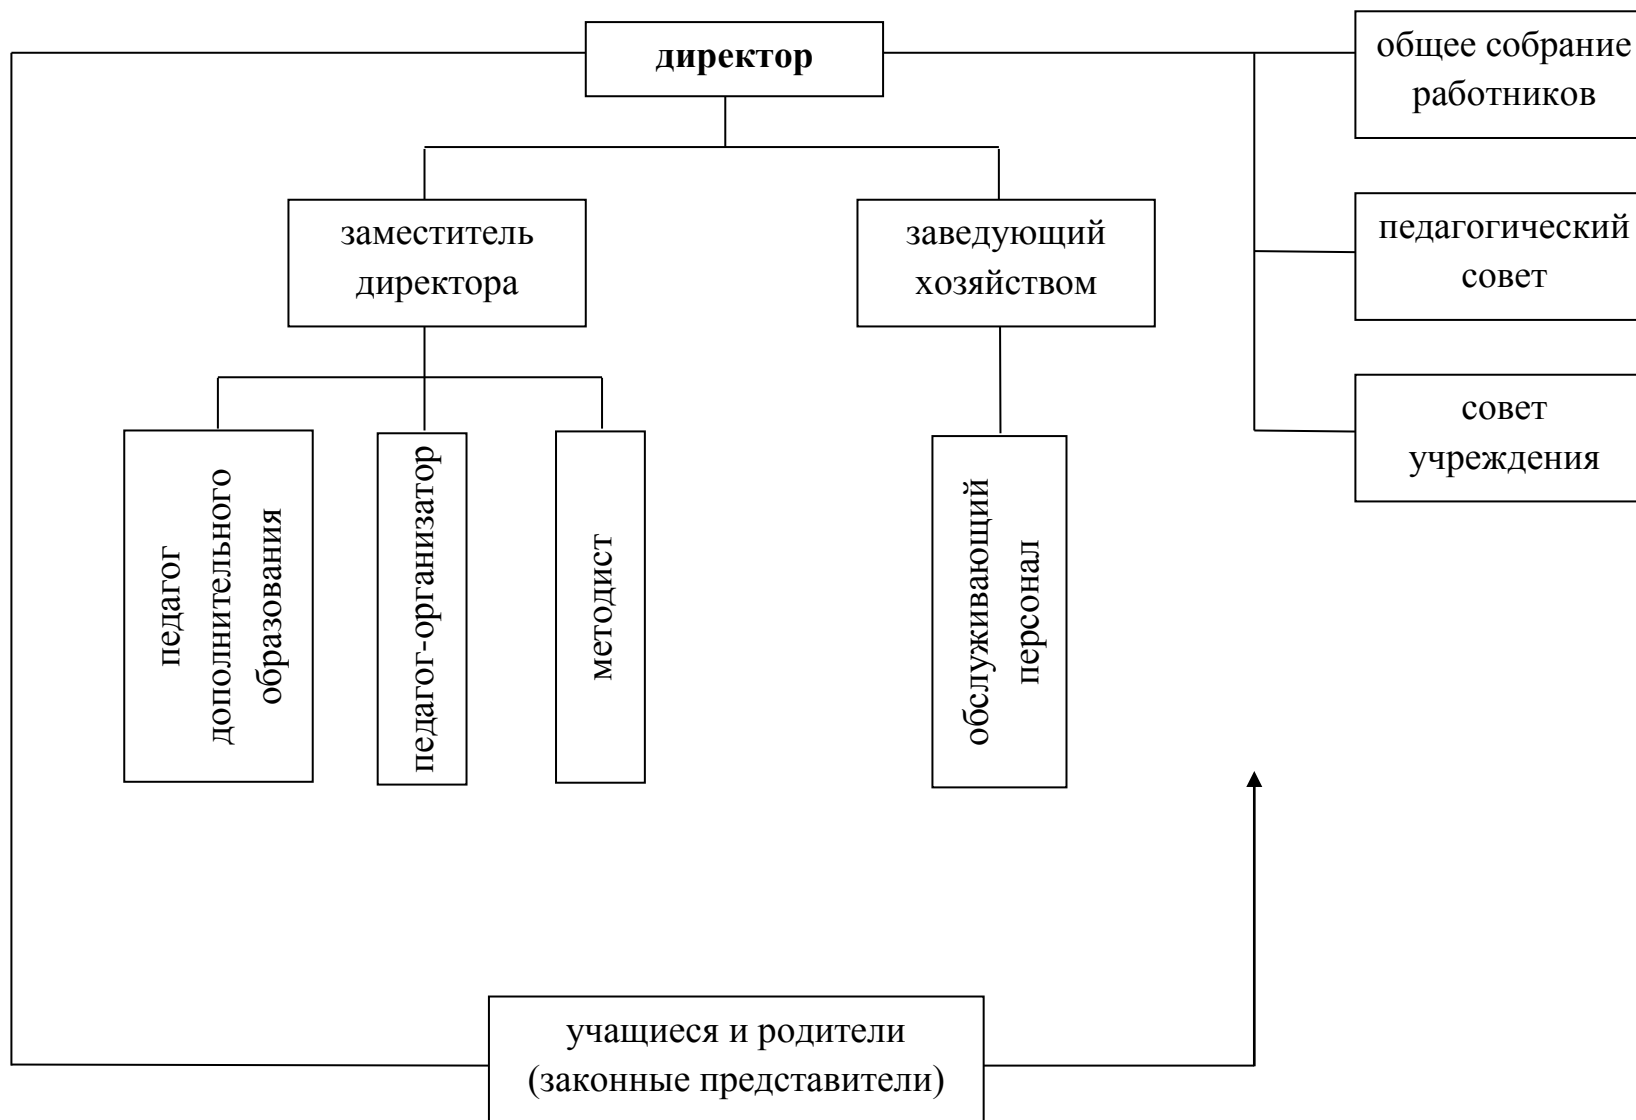 директор
общее собрание
работников
заместитель
директора
заведующий
хозяйством
педагогический
совет
совет
учреждения
педагог
дополнительного
образования
педагог-организатор
методист
обслуживающий
персонал
учащиеся и родители
(законные представители)